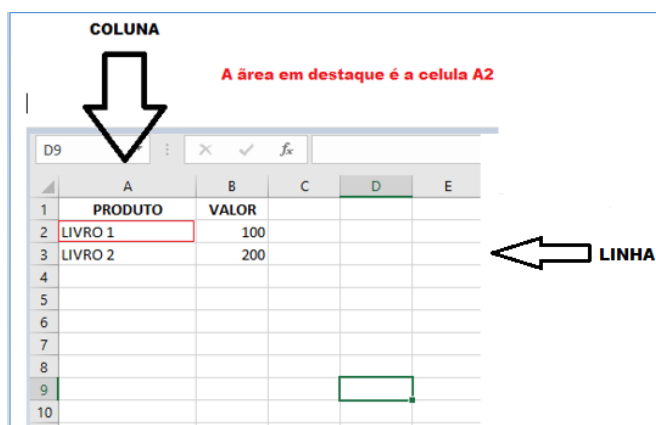 COLUNA
A ãrea em destaque é a celula A2
D9 fx
A B C D E
1 PRODUTO VALOR
2 LIVRO 1 100
3 LIVRO 2 200
LINHA
4
5
6
7
8
9
10